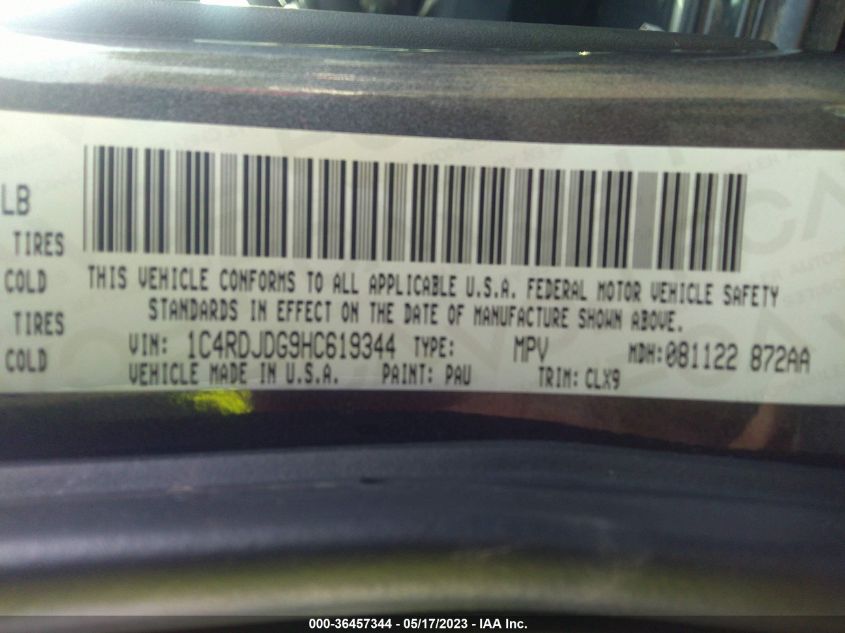 LB
TIRES
COLD
TIRES
COLD
THIS VEHICLE CONFORMS TO ALL APPLICABLE U.S.A. FEDERAL MOTOR VEHICLE SAFETY
STANDARDS IN EFFECT ON THE DATE OF MANUFACTURE SHOWN ABOVE.
VIN: 1C4RDJDG9HC619344 TYPE: MPV MDH: 081122 872AA
VEHICLE MADE IN U.S.A. PAINT: PAU TRIM: CLX9
000-36457344 - 05/17/2023 - IAA Inc.